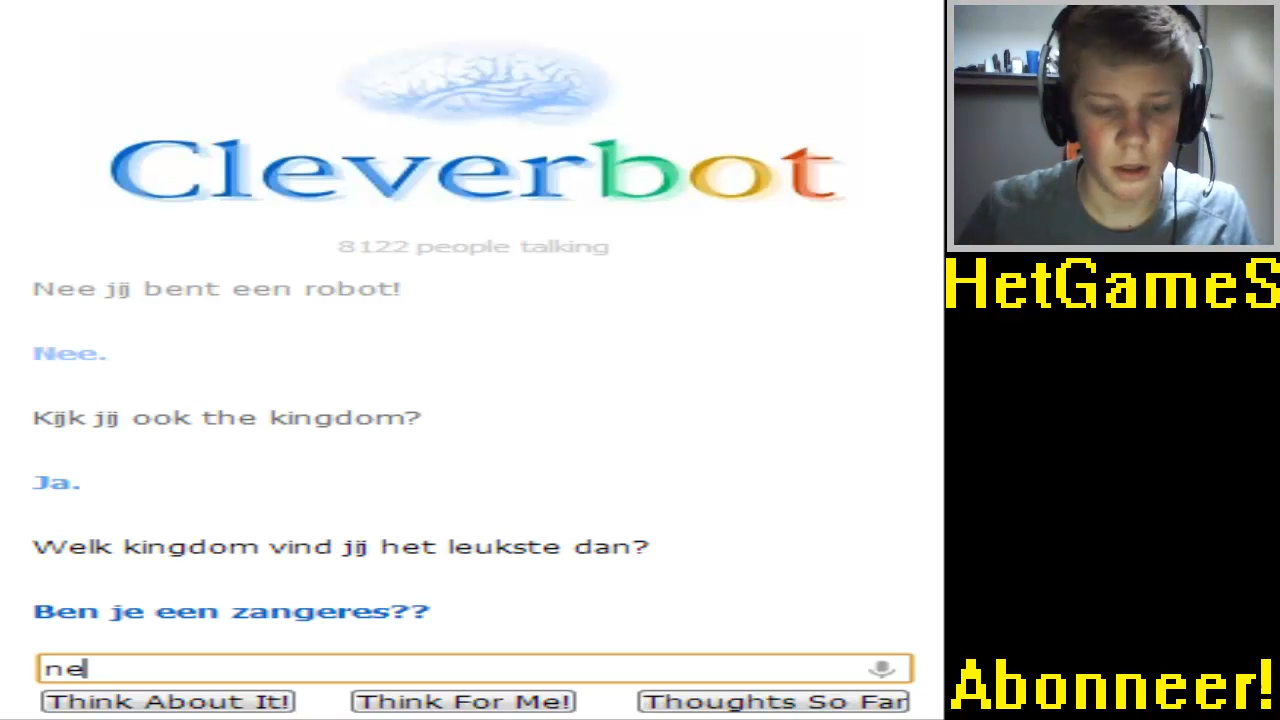 Cleverbot
8122 people talking
Nee jij bent een robot!
Nee.
Kijk jij ook the kingdom?
Ja.
Welk kingdom vind jij het leukste dan?
Ben je een zangeres??
ne
Think About It!
Think For Me!
Thoughts So Far
HetGameS
Abonneer!